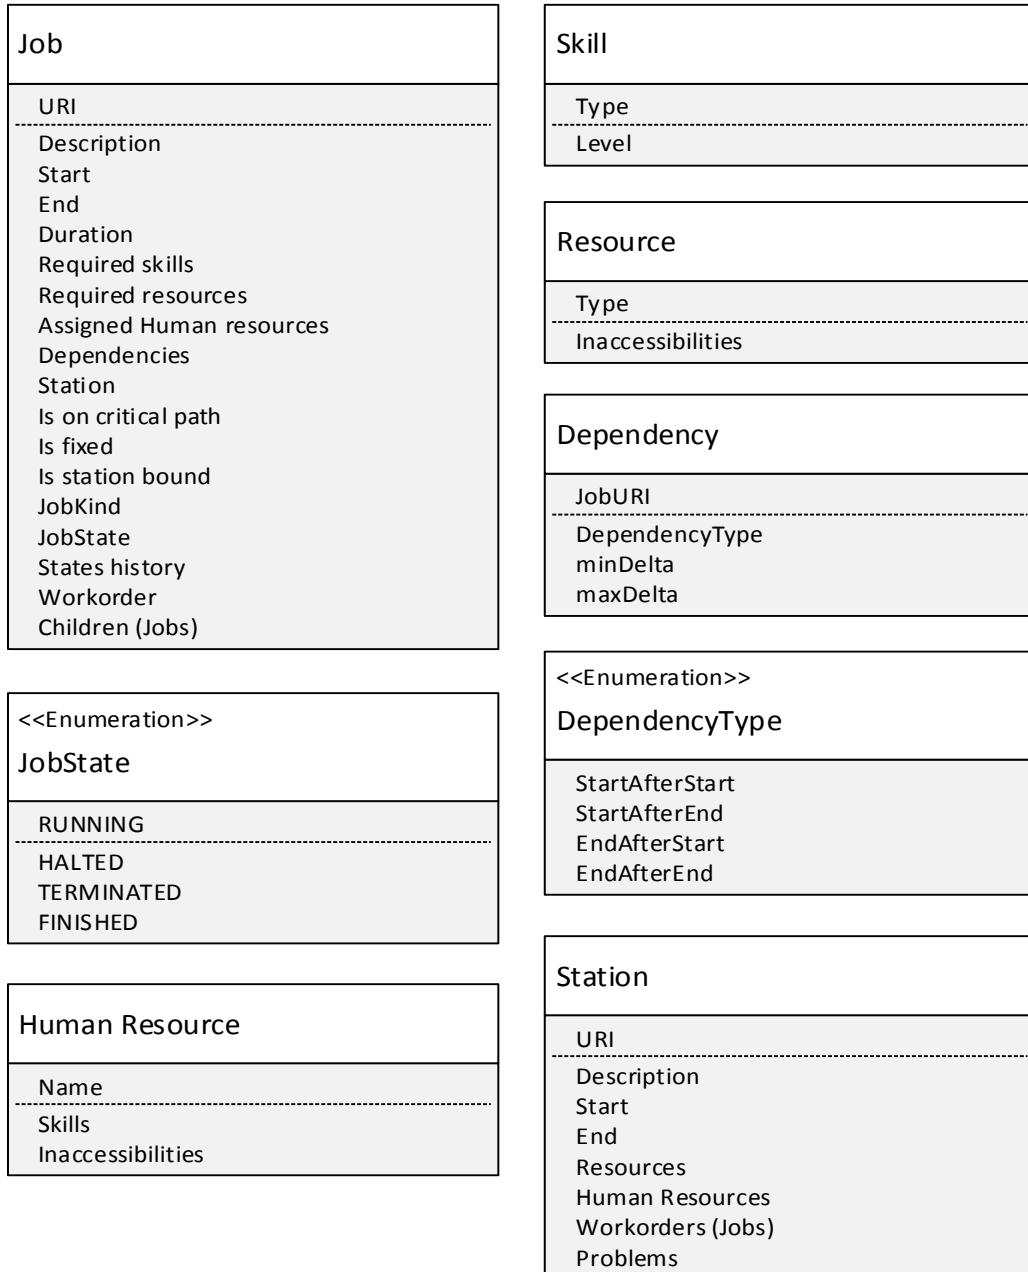 Job
URI
Description
Start
End
Duration
Required skills
Required resources
Assigned Human resources
Dependencies
Station
Is on critical path
Is fixed
Is station bound
JobKind
JobState
States history
Workorder
Children (Jobs)
<<Enumeration>>
JobState
RUNNING
HALTED
TERMINATED
FINISHED
Human Resource
Name
Skills
Inaccessibilities
Skill
Type
Level
Resource
Type
Inaccessibilities
Dependency
JobURI
DependencyType
minDelta
maxDelta
<<Enumeration>>
DependencyType
StartAfterStart
StartAfterEnd
EndAfterStart
EndAfterEnd
Station
URI
Description
Start
End
Resources
Human Resources
Workorders (Jobs)
Problems